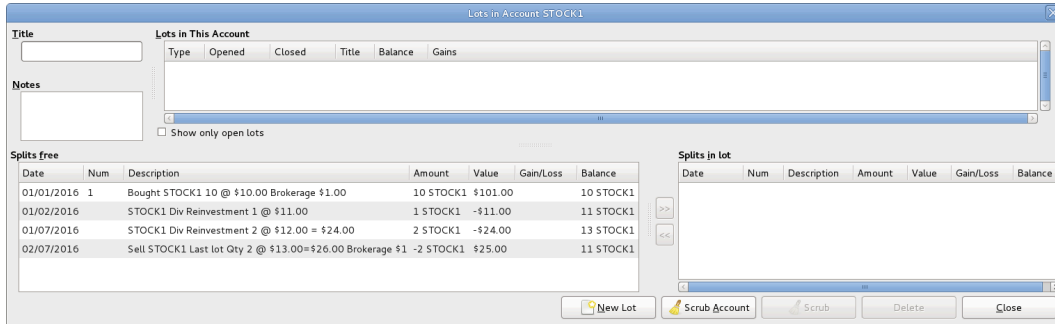 Lots in Account STOCK1
Title
Lots in This Account
Type Opened Closed Title Balance Gains
Notes
Show only open lots
Splits free
Splits in lot
Date Num Description Amount Value Gain/Loss Balance
Date Num Description Amount Value Gain/Loss Balance
01/01/2016 1 Bought STOCK1 10 @ $10.00 Brokerage $1.00 10 STOCK1 $101.00 10 STOCK1
01/02/2016 STOCK1 Div Reinvestment 1 @ $11.00 1 STOCK1 -$11.00 11 STOCK1
>>
01/07/2016 STOCK1 Div Reinvestment 2 @ $12.00 = $24.00 2 STOCK1 -$24.00 13 STOCK1
<<
02/07/2016 Sell STOCK1 Last lot Qty 2 @ $13.00=$26.00 Brokerage $1 -2 STOCK1 $25.00 11 STOCK1
New Lot Scrub Account Scrub Delete Close